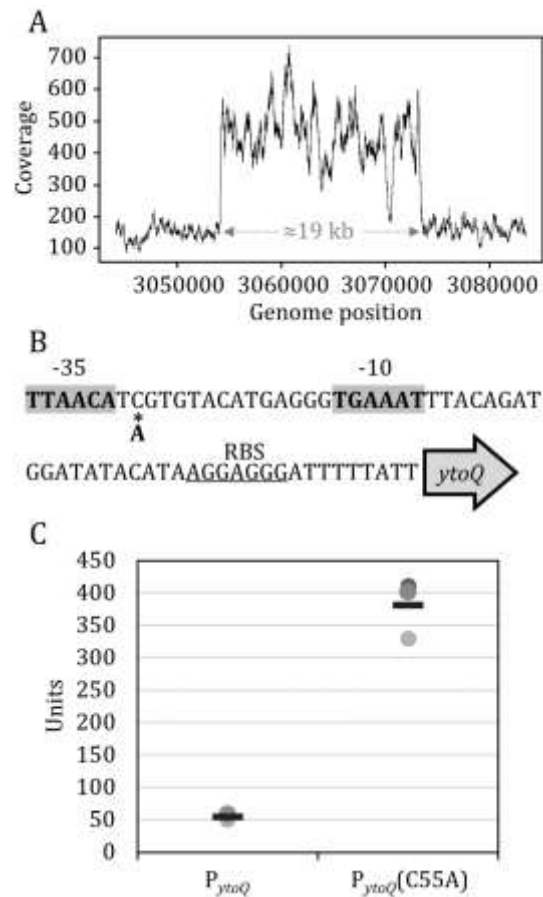 A
700
600
500
400
300
200
100
Coverage
≈19 kb
3050000 3060000 3070000 3080000
Genome position
B
-35 -10
TTAACATCGTGTACATGAGGGTGAAATTTACAGAT
*
A
RBS
GGATATACATAAGGAGGGATTTTTATT ytoQ
C
450
400
350
300
250
200
150
100
50
0
Units
PytoQ PytoQ(C55A)